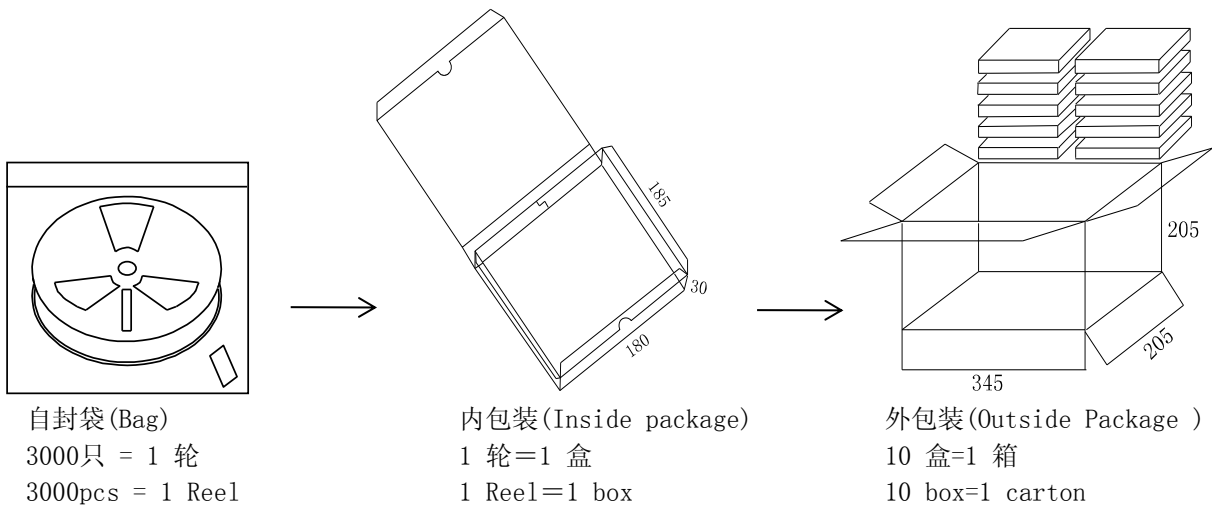 185
30
180
205
205
345
自封袋(Bag)
3000只 = 1 轮
3000pcs = 1 Reel
内包装(Inside package)
1 轮＝1 盒
1 Reel＝1 box
外包装(Outside Package )
10 盒=1 箱
10 box=1 carton